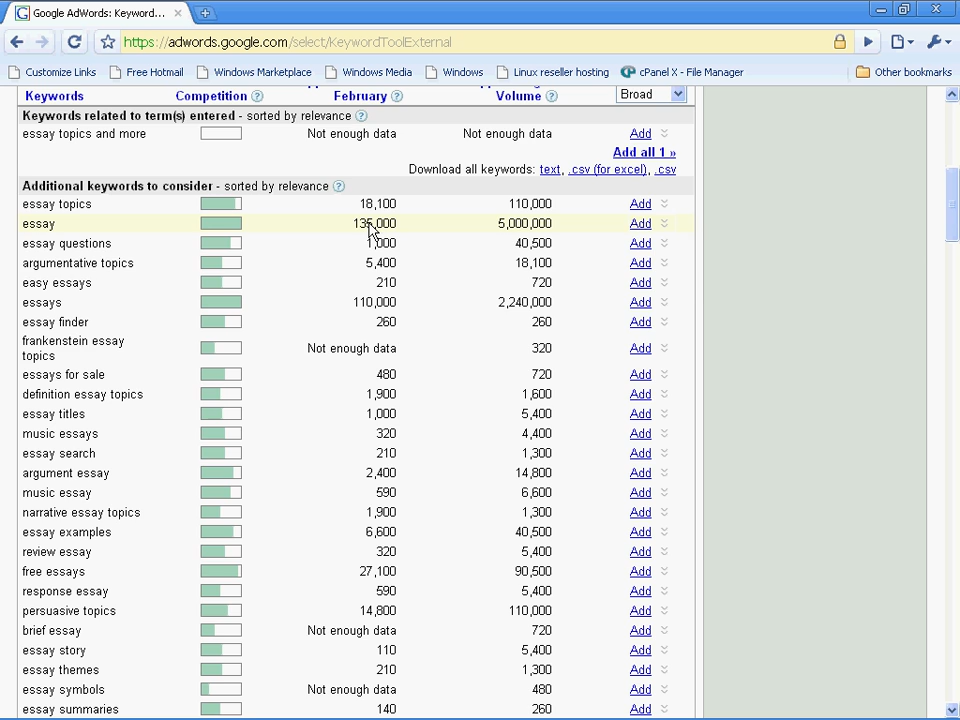 Google AdWords: Keyword...
https://adwords.google.com/select/KeywordToolExternal
Customize Links Free Hotmail Windows Marketplace Windows Media Windows Linux reseller hosting cPanel X - File Manager Other bookmarks
Keywords Competition ? February ? Volume ? Broad
Keywords related to term(s) entered - sorted by relevance ?
essay topics and more Not enough data Not enough data Add
Add all 1 »
Download all keywords: text, .csv (for excel), .csv
Additional keywords to consider - sorted by relevance ?
essay topics 18,100 110,000 Add
essay 135,000 5,000,000 Add
essay questions 1,000 40,500 Add
argumentative topics 5,400 18,100 Add
easy essays 210 720 Add
essays 110,000 2,240,000 Add
essay finder 260 260 Add
frankenstein essay
topics Not enough data 320 Add
essays for sale 480 720 Add
definition essay topics 1,900 1,600 Add
essay titles 1,000 5,400 Add
music essays 320 4,400 Add
essay search 210 1,300 Add
argument essay 2,400 14,800 Add
music essay 590 6,600 Add
narrative essay topics 1,900 1,300 Add
essay examples 6,600 40,500 Add
review essay 320 5,400 Add
free essays 27,100 90,500 Add
response essay 590 5,400 Add
persuasive topics 14,800 110,000 Add
brief essay Not enough data 720 Add
essay story 110 5,400 Add
essay themes 210 1,300 Add
essay symbols Not enough data 480 Add
essay summaries 140 260 Add